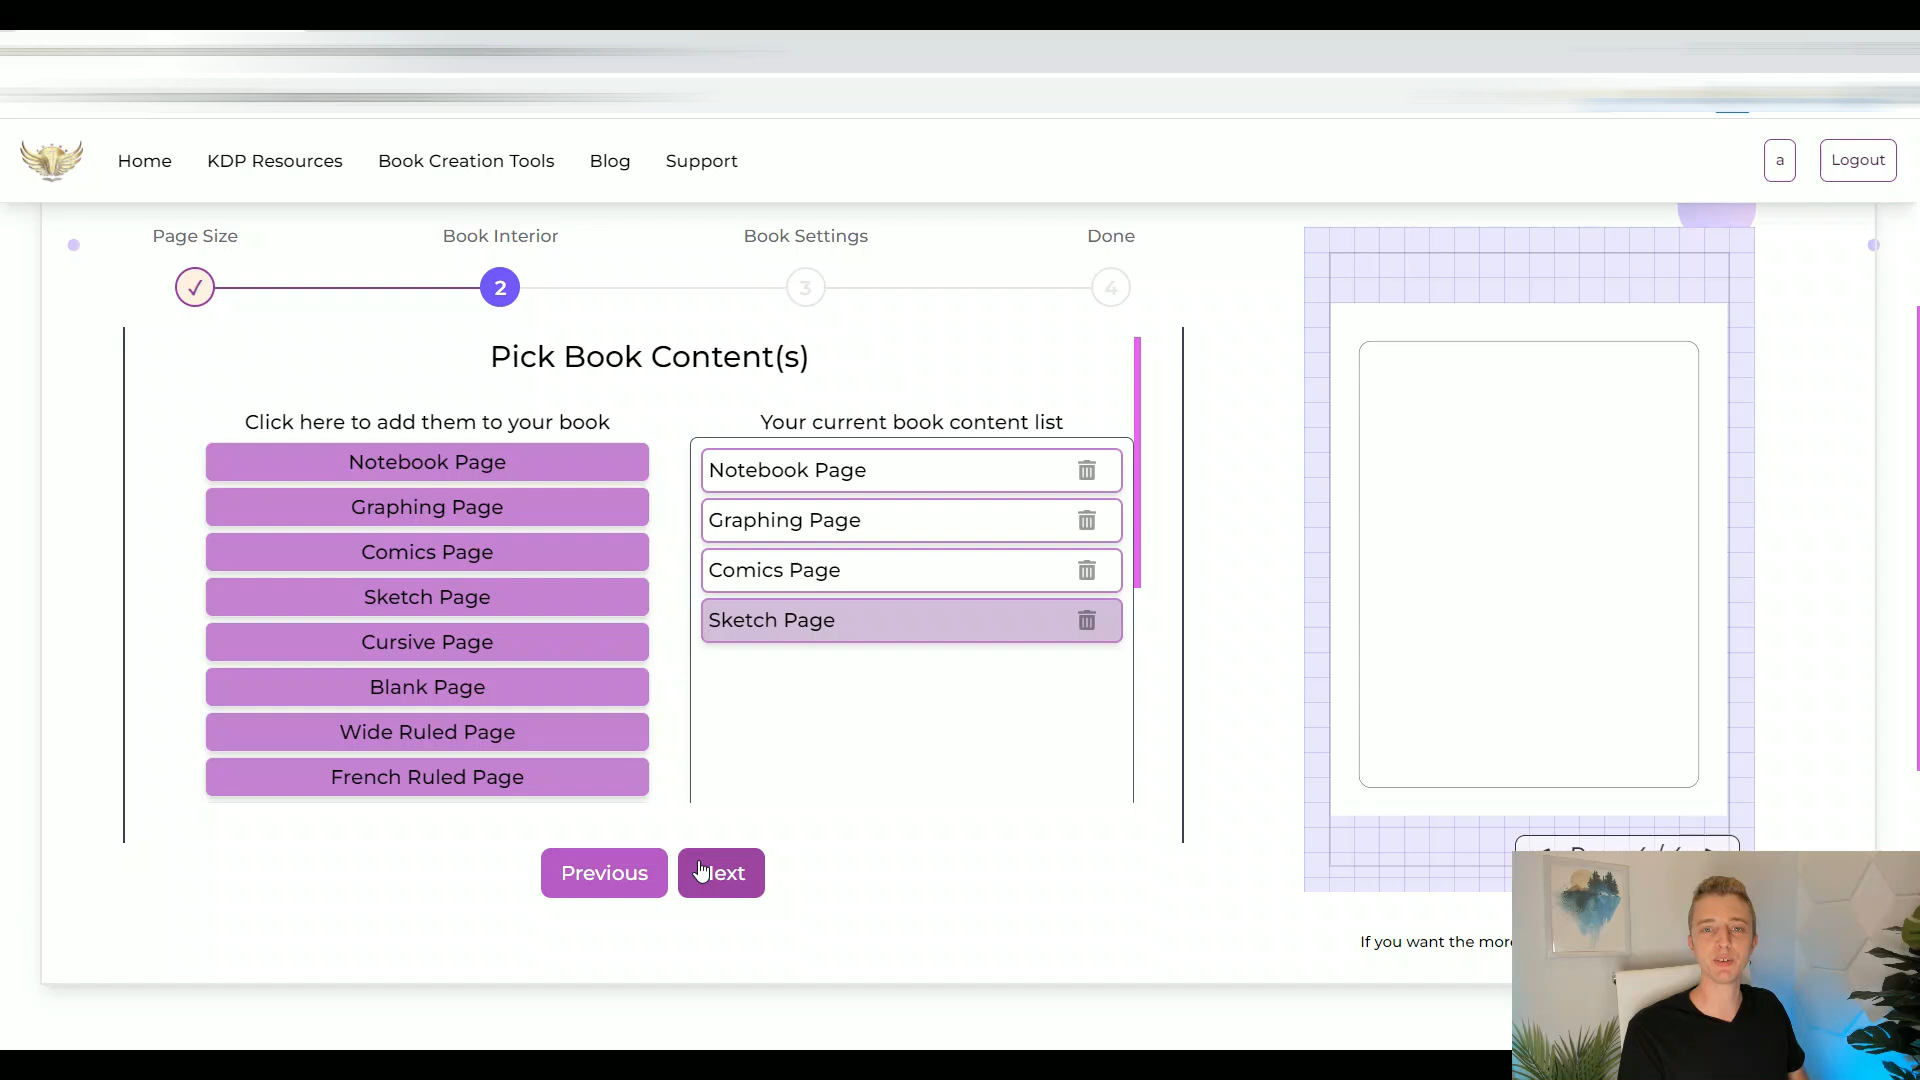 Home
KDP Resources
Book Creation Tools
Blog
Support
a
Logout
Page Size
Book Interior
Book Settings
Done
2
3
4
Pick Book Content(s)
Click here to add them to your book
Notebook Page
Graphing Page
Comics Page
Sketch Page
Cursive Page
Blank Page
Wide Ruled Page
French Ruled Page
Your current book content list
Notebook Page
Graphing Page
Comics Page
Sketch Page
Previous
If you want the more